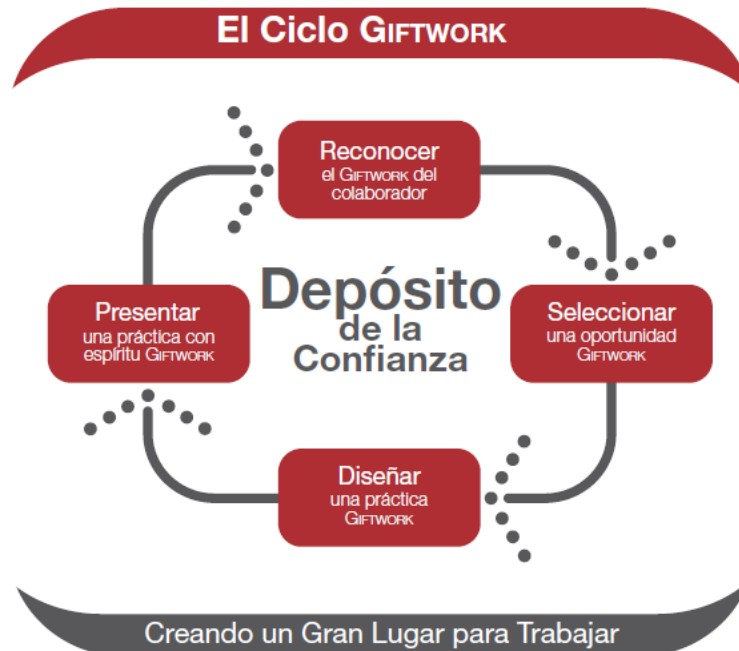 El Ciclo GIFTWORK
Reconocer
el GIFTWORK del
colaborador
Presentar
una práctica con
espíritu GIFTWORK
Depósito
de la
Confianza
Seleccionar
una oportunidad
GIFTWORK
Diseñar
una práctica
GIFTWORK
Creando un Gran Lugar para Trabajar